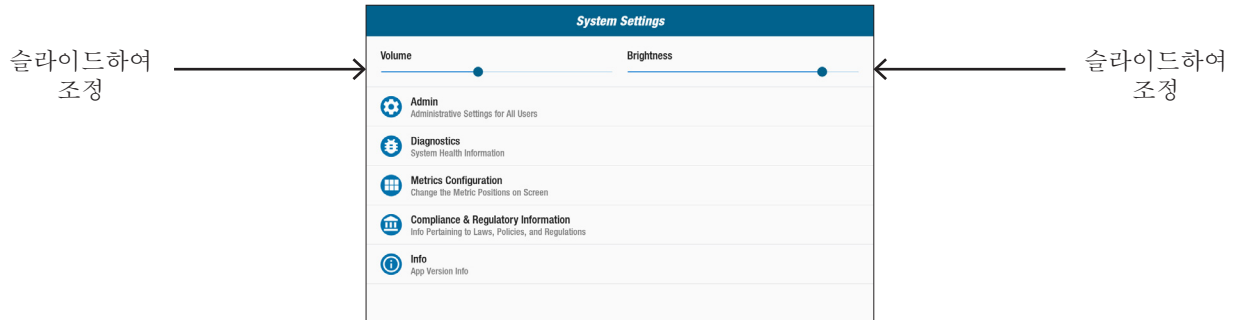 System Settings
슬라이드하여
조정
Volume
Brightness
슬라이드하여
조정
Admin
Administrative Settings for All Users
Diagnostics
System Health Information
Metrics Configuration
Change the Metric Positions on Screen
Compliance & Regulatory Information
Info Pertaining to Laws, Policies, and Regulations
Info
App Version Info